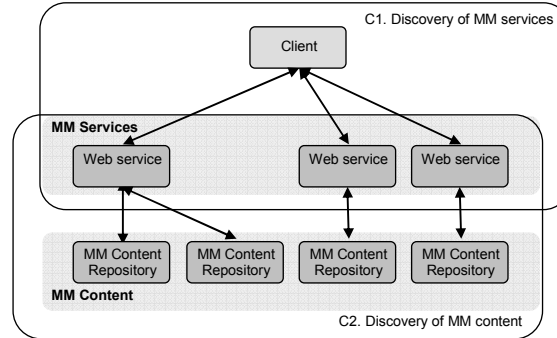 C1. Discovery of MM services
Client
MM Services
Web service
Web service
Web service
MM Content
Repository
MM Content
Repository
MM Content
Repository
MM Content
Repository
MM Content
C2. Discovery of MM content